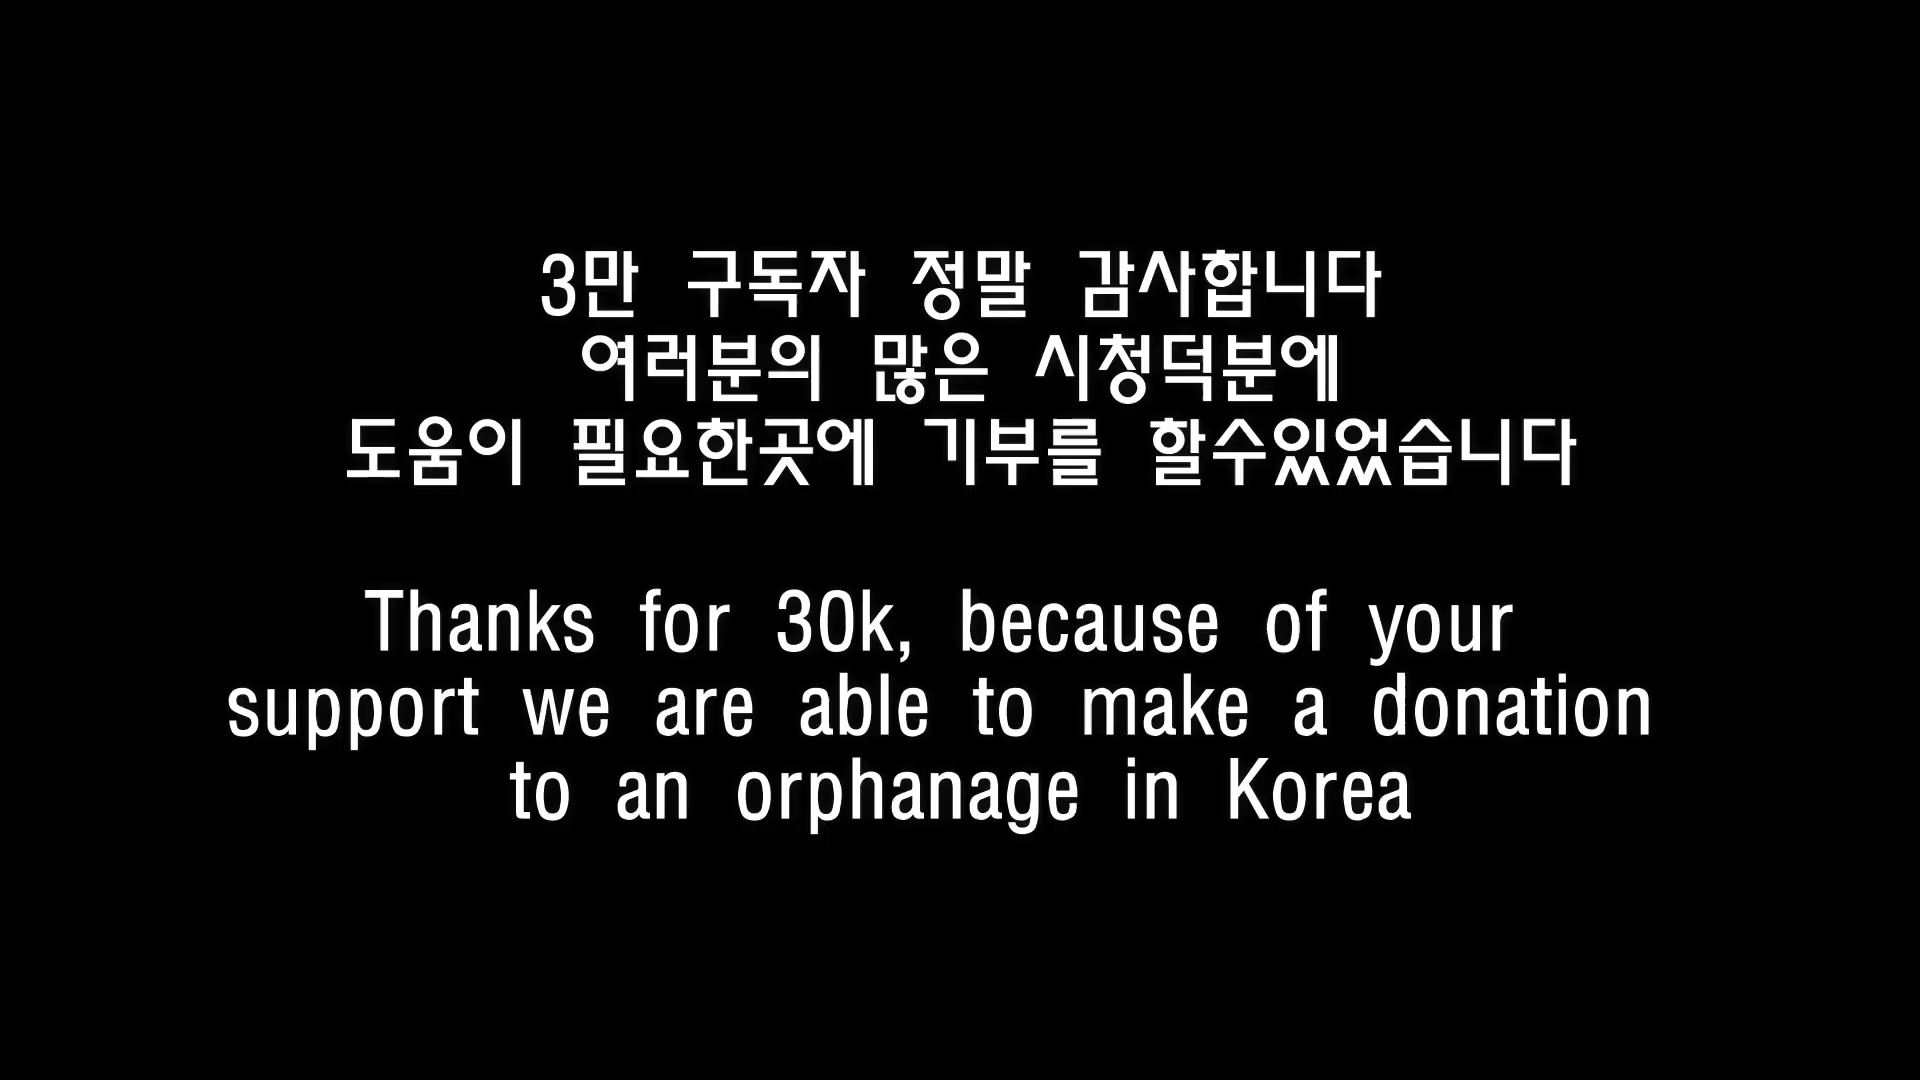 3만 구독자 정말 감사합니다
여러분의 많은 시청덕분에
도움이 필요한곳에 기부를 할수있었습니다
Thanks for 30k, because of your
support we are able to make a donation
to an orphanage in Korea